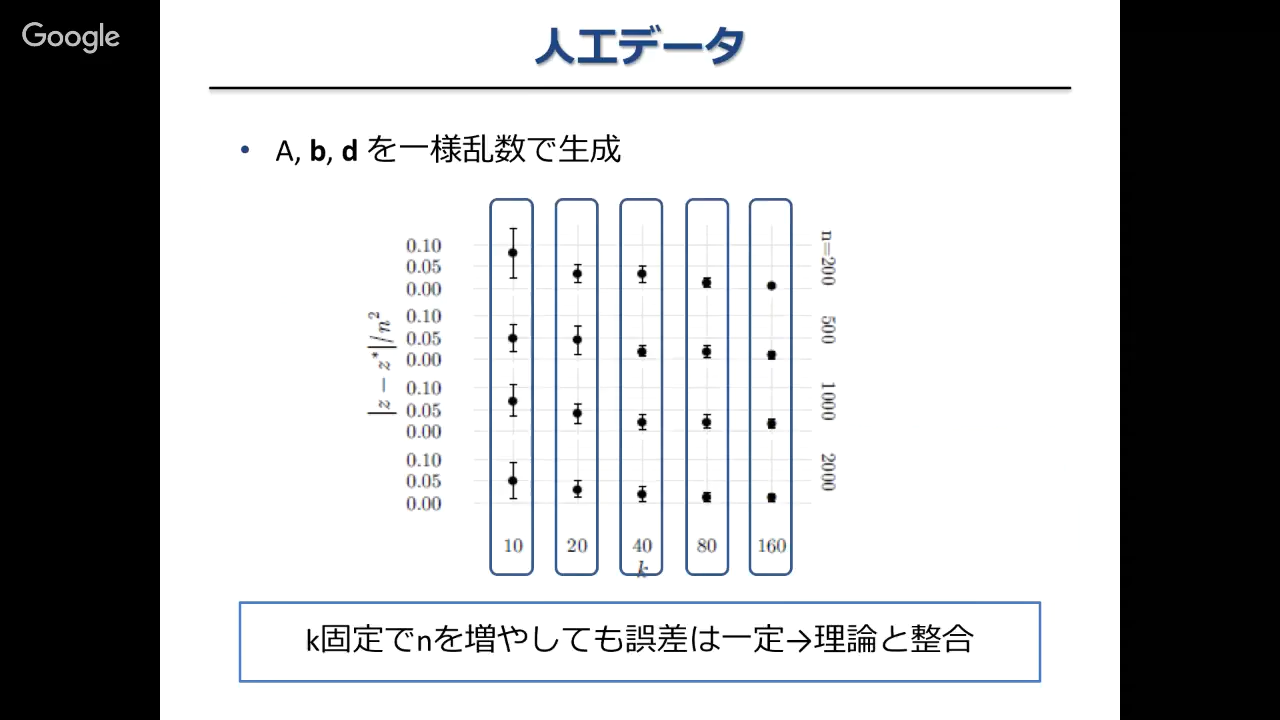 Google
人工データ
• A, b, d を一様乱数で生成
|z − z*|/n²
0.10
0.05
0.00
n=200
0.10
0.05
0.00
500
0.10
0.05
0.00
1000
0.10
0.05
0.00
2000
10 20 40 80 160
k
k固定でnを増やしても誤差は一定→理論と整合